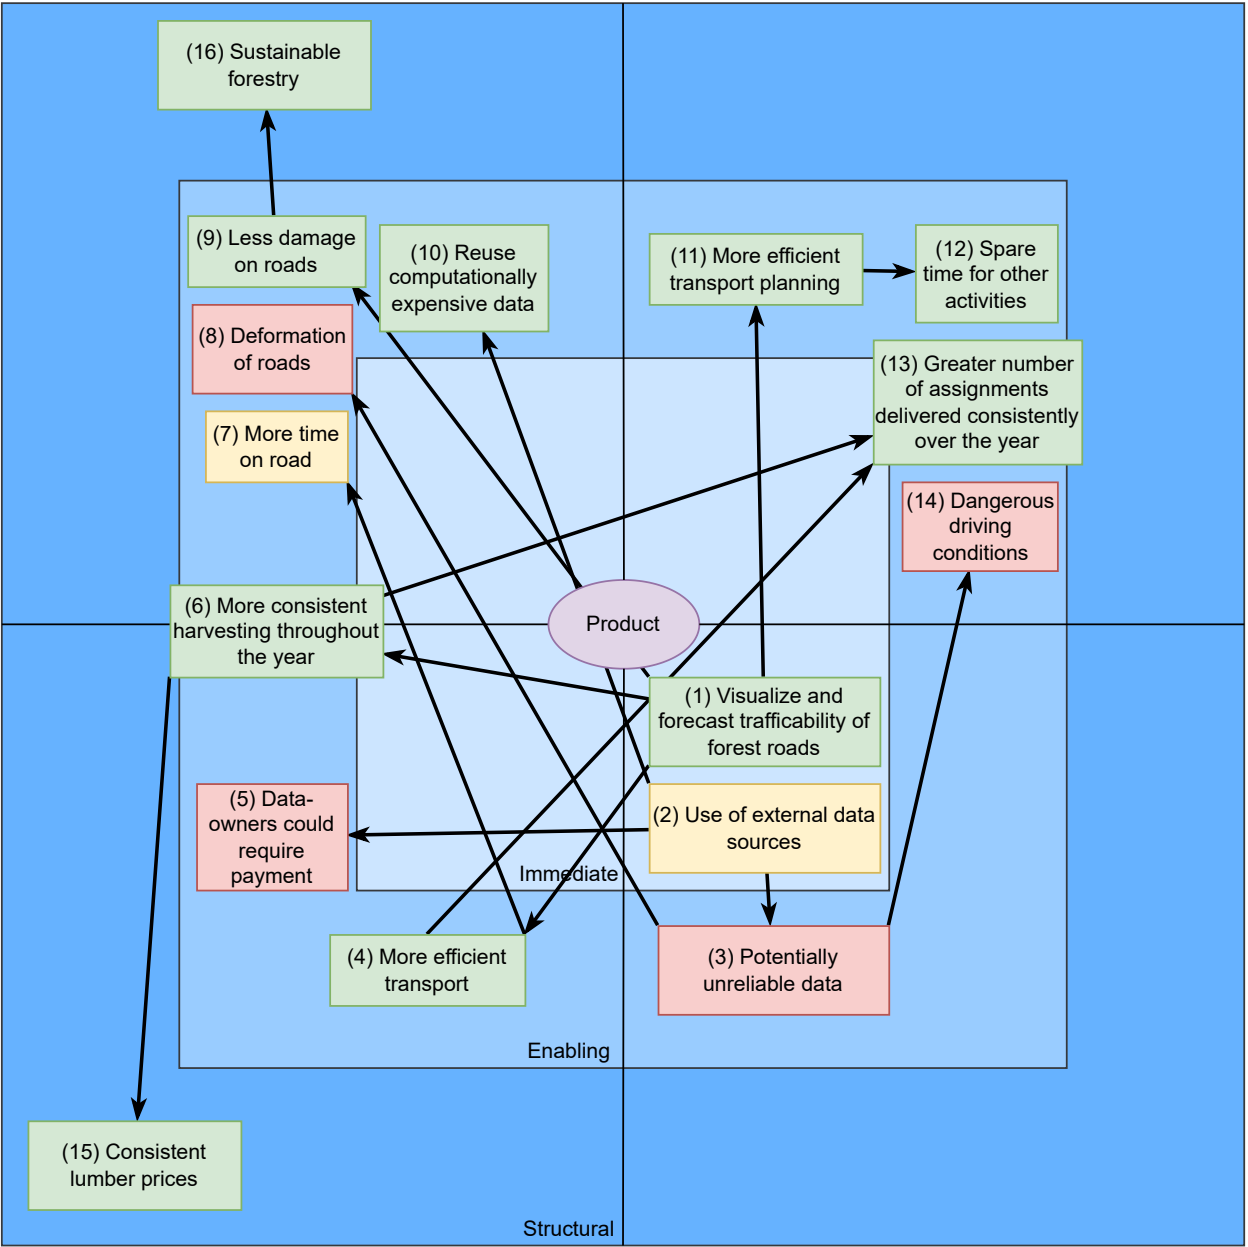 (16) Sustainable
forestry
(9) Less damage
on roads
(10) Reuse
computationally
expensive data
(11) More efficient
transport planning
(12) Spare
time for other
activities
(8) Deformation
of roads
(13) Greater number
of assignments
delivered consistently
over the year
(7) More time
on road
(14) Dangerous
driving
conditions
(6) More consistent
harvesting throughout
the year
Product
(1) Visualize and
forecast trafficability of
forest roads
(5) Data-
owners could
require
payment
(2) Use of external data
sources
Immediate
(4) More efficient
transport
(3) Potentially
unreliable data
Enabling
(15) Consistent
lumber prices
Structural